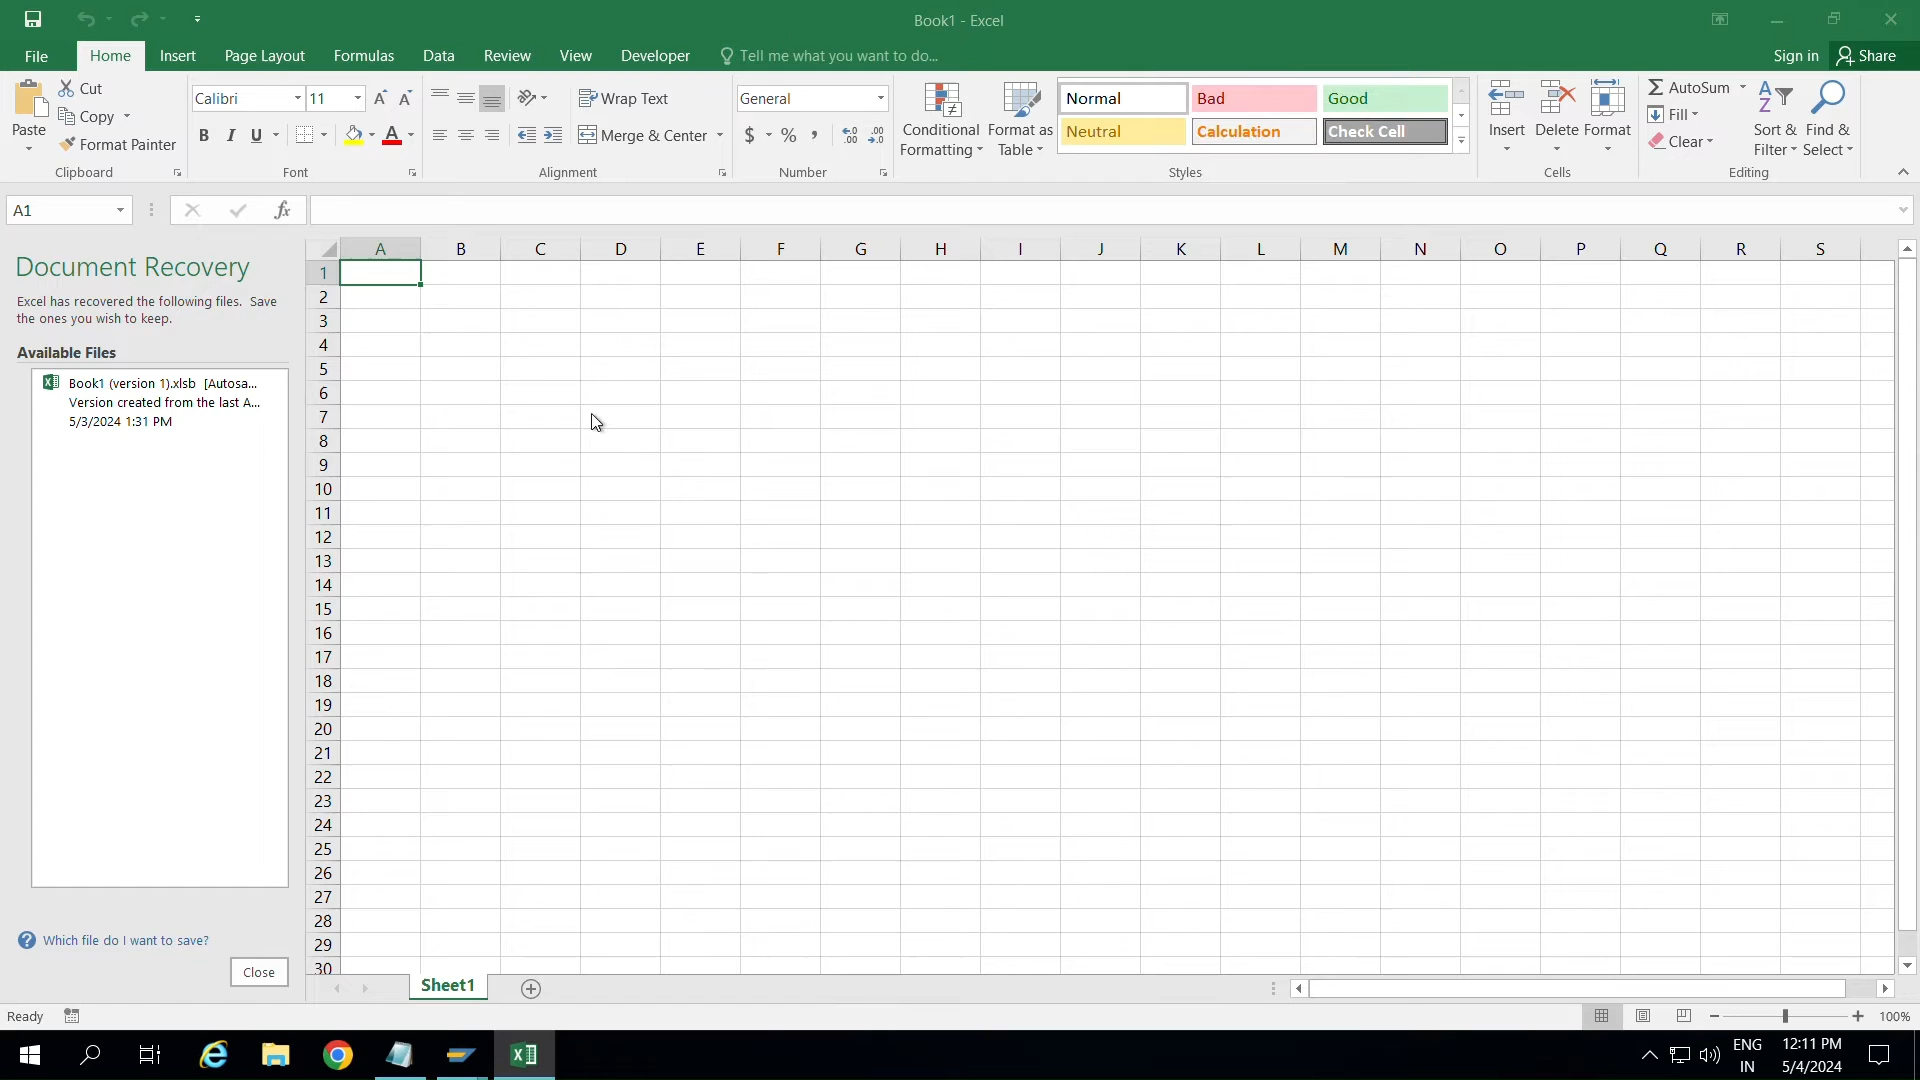 Book1 - Excel
File Home Insert Page Layout Formulas Data Review View Developer Tell me what you want to do... Sign in Share
Paste Cut Copy Format Painter Clipboard
Calibri 11 B I U A Font
Wrap Text Merge & Center Alignment
General $ % , Number
Conditional Formatting Format as Table
Normal Bad Good
Neutral Calculation Check Cell
Styles
Insert Delete Format Cells
AutoSum Fill Clear Sort & Filter Find & Select Editing
A1 fx
Document Recovery
Excel has recovered the following files. Save
the ones you wish to keep.
Available Files
Book1 (version 1).xlsb [Autosa...
Version created from the last A...
5/3/2024 1:31 PM
Which file do I want to save?
Close
A B C D E F G H I J K L M N O P Q R S
1
2
3
4
5
6
7
8
9
10
11
12
13
14
15
16
17
18
19
20
21
22
23
24
25
26
27
28
29
30
Sheet1
Ready 100%
ENG 12:11 PM
IN 5/4/2024